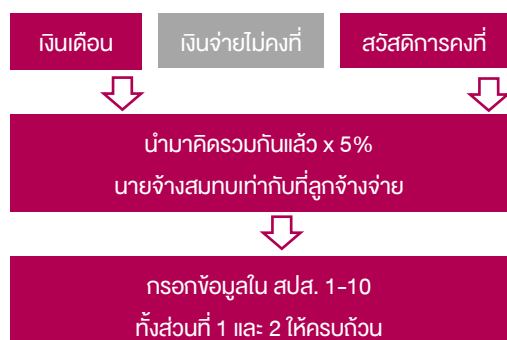 เงินเดือน
เงินจ่ายไม่คงที่
สวัสดิการคงที่
นำมาคิดรวมกันแล้ว x 5%
นายจ้างสมทบเท่ากับที่ลูกจ้างจ่าย
กรอกข้อมูลใน สปส. 1-10
ทั้งส่วนที่ 1 และ 2 ให้ครบถ้วน